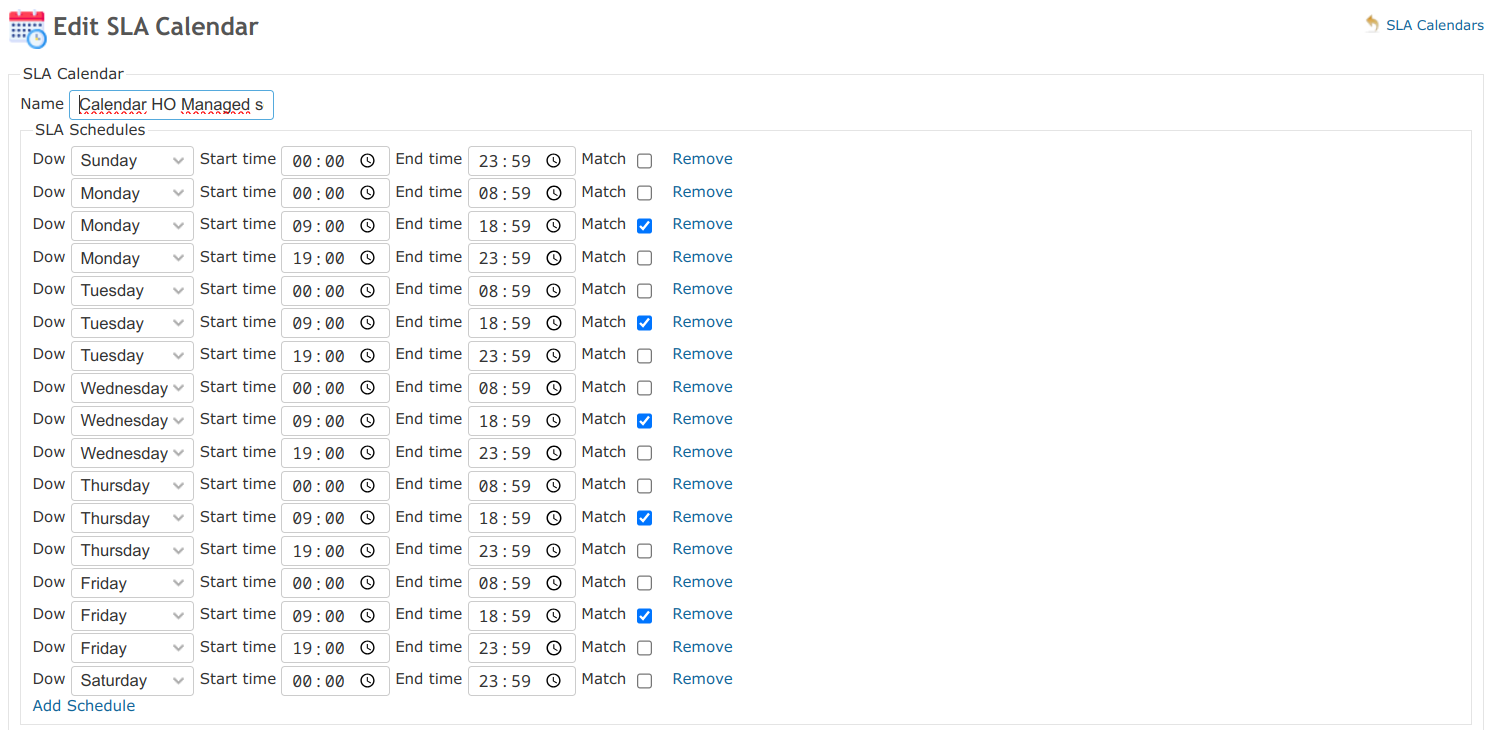 Edit SLA Calendar
SLA Calendars
SLA Calendar
Name Calendar HO Managed s
SLA Schedules
Dow Sunday Start time 00:00 End time 23:59 Match Remove
Dow Monday Start time 00:00 End time 08:59 Match Remove
Dow Monday Start time 09:00 End time 18:59 Match Remove
Dow Monday Start time 19:00 End time 23:59 Match Remove
Dow Tuesday Start time 00:00 End time 08:59 Match Remove
Dow Tuesday Start time 09:00 End time 18:59 Match Remove
Dow Tuesday Start time 19:00 End time 23:59 Match Remove
Dow Wednesday Start time 00:00 End time 08:59 Match Remove
Dow Wednesday Start time 09:00 End time 18:59 Match Remove
Dow Wednesday Start time 19:00 End time 23:59 Match Remove
Dow Thursday Start time 00:00 End time 08:59 Match Remove
Dow Thursday Start time 09:00 End time 18:59 Match Remove
Dow Thursday Start time 19:00 End time 23:59 Match Remove
Dow Friday Start time 00:00 End time 08:59 Match Remove
Dow Friday Start time 09:00 End time 18:59 Match Remove
Dow Friday Start time 19:00 End time 23:59 Match Remove
Dow Saturday Start time 00:00 End time 23:59 Match Remove
Add Schedule